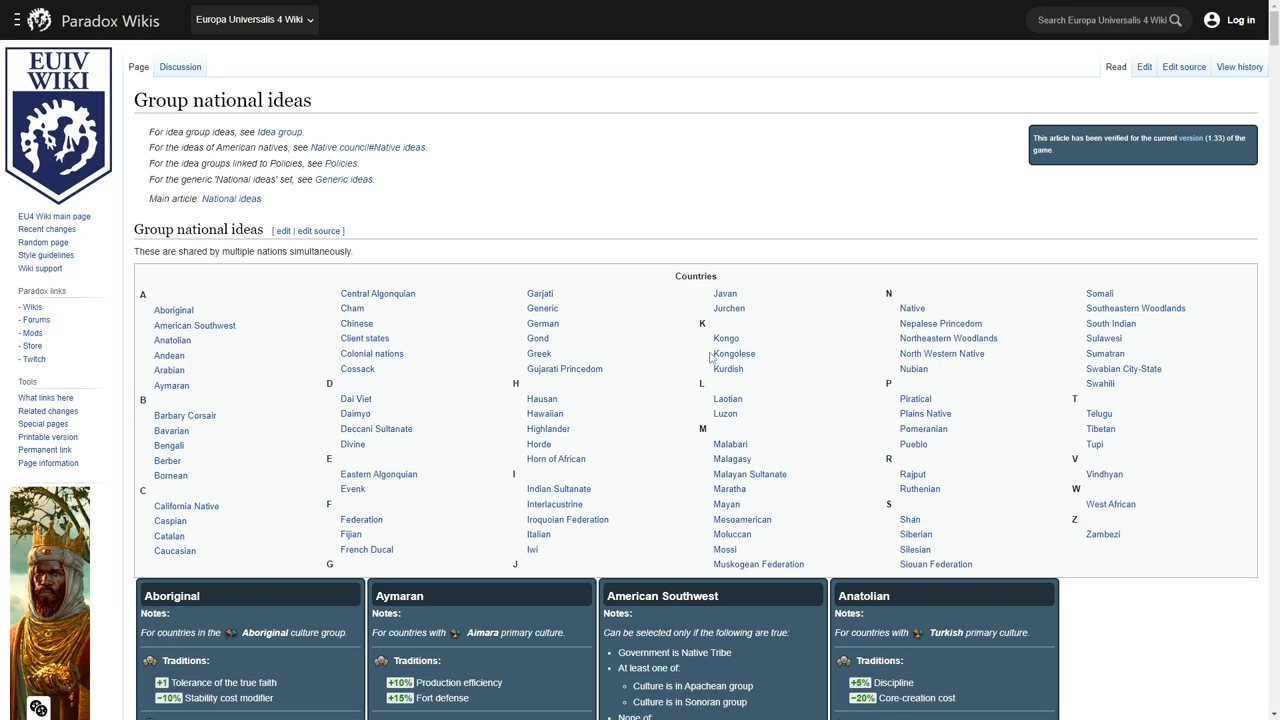 Paradox Wikis
Europa Universalis 4 Wiki
Search Europa Universalis 4 Wiki
Log in
EUIV
WIKI
Page
Discussion
Read
Edit
Edit source
View history
Group national ideas
For idea group ideas, see Idea group.
For the ideas of American natives, see Native council#Native ideas.
For the idea groups linked to Policies, see Policies.
For the generic 'National ideas' set, see Generic ideas.
Main article: National ideas
This article has been verified for the current version (1.33) of the
game.
EU4 Wiki main page
Recent changes
Random page
Style guidelines
Wiki support
Paradox links
- Wikis
- Forums
- Mods
- Store
- Twitch
Tools
What links here
Related changes
Special pages
Printable version
Permanent link
Page information
Group national ideas [ edit | edit source ]
These are shared by multiple nations simultaneously.
Countries
A
Aboriginal
American Southwest
Anatolian
Andean
Arabian
Aymaran
B
Barbary Corsair
Bavarian
Bengali
Berber
Bornean
C
California Native
Caspian
Catalan
Caucasian
Central Algonquian
Cham
Chinese
Client states
Colonial nations
Cossack
D
Dai Viet
Daimyo
Deccani Sultanate
Divine
E
Eastern Algonquian
Evenk
F
Federation
Fijian
French Ducal
G
Garjati
Generic
German
Gond
Greek
Gujarati Princedom
H
Hausan
Hawaiian
Highlander
Horde
Horn of African
I
Indian Sultanate
Interlacustrine
Iroquoian Federation
Italian
Iwi
J
Javan
Jurchen
K
Kongo
Kongolese
Kurdish
L
Laotian
Luzon
M
Malabari
Malagasy
Malayan Sultanate
Maratha
Mayan
Mesoamerican
Moluccan
Mossi
Muskogean Federation
N
Native
Nepalese Princedom
Northeastern Woodlands
North Western Native
Nubian
P
Piratical
Plains Native
Pomeranian
Pueblo
R
Rajput
Ruthenian
S
Shan
Siberian
Silesian
Siouan Federation
Somali
Southeastern Woodlands
South Indian
Sulawesi
Sumatran
Swabian City-State
Swahili
T
Telugu
Tibetan
Tupi
V
Vindhyan
W
West African
Z
Zambezi
Aboriginal
Notes:
For countries in the Aboriginal culture group.
Traditions:
+1 Tolerance of the true faith
−10% Stability cost modifier
Aymaran
Notes:
For countries with Aimara primary culture.
Traditions:
+10% Production efficiency
+15% Fort defense
American Southwest
Notes:
Can be selected only if the following are true:
Government is Native Tribe
At least one of:
Culture is in Apachean group
Culture is in Sonoran group
None of:
Anatolian
Notes:
For countries with Turkish primary culture.
Traditions:
+5% Discipline
−20% Core-creation cost